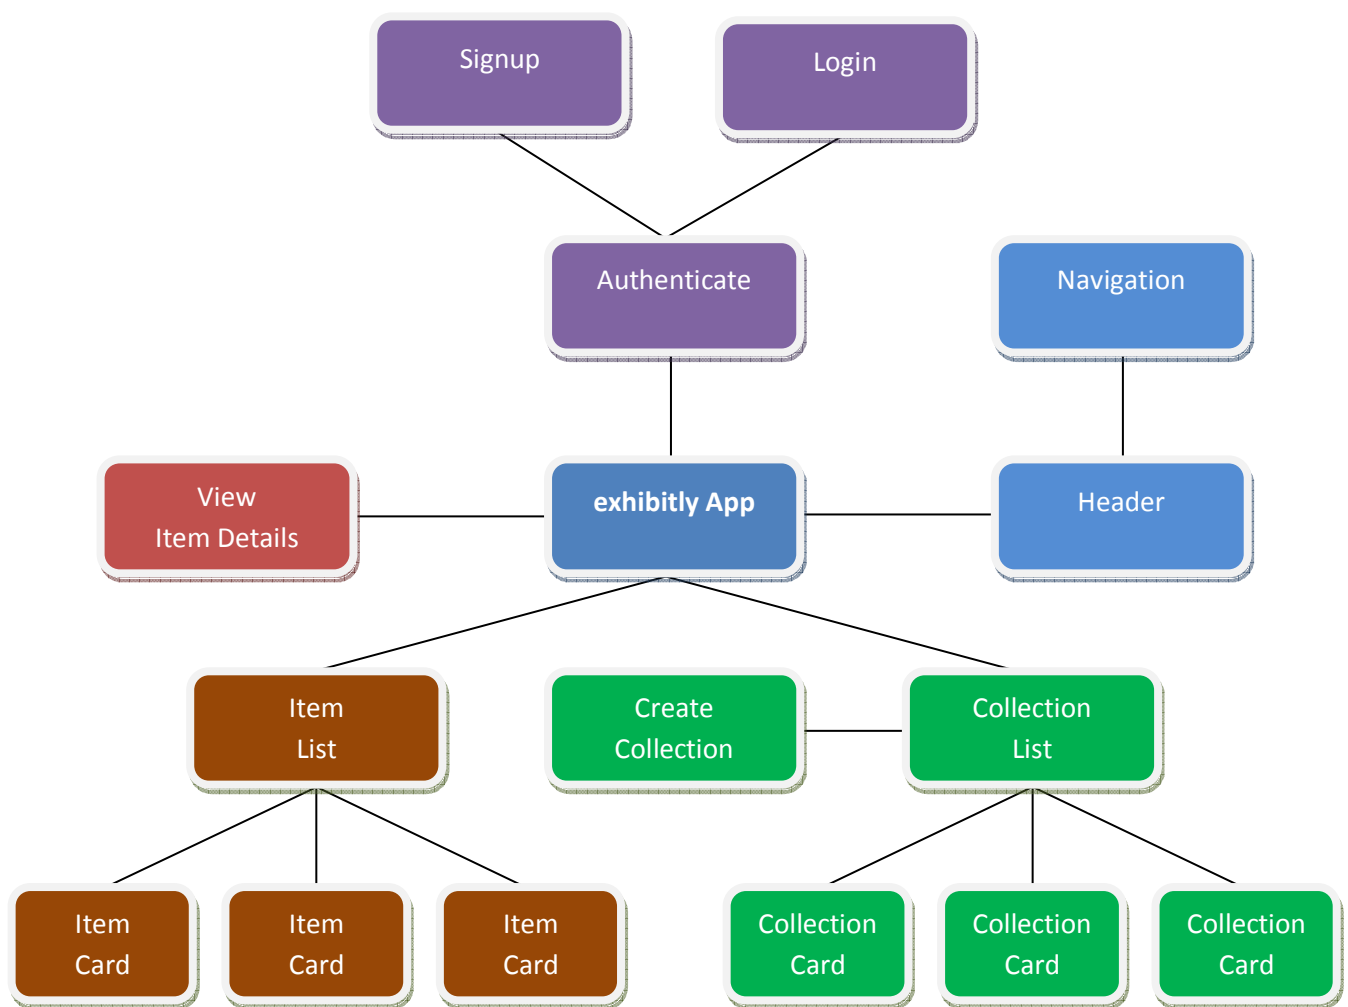 Signup
Login
Authenticate
Navigation
View
Item Details
exhibitly App
Header
Item
List
Create
Collection
Collection
List
Item
Card
Item
Card
Item
Card
Collection
Card
Collection
Card
Collection
Card